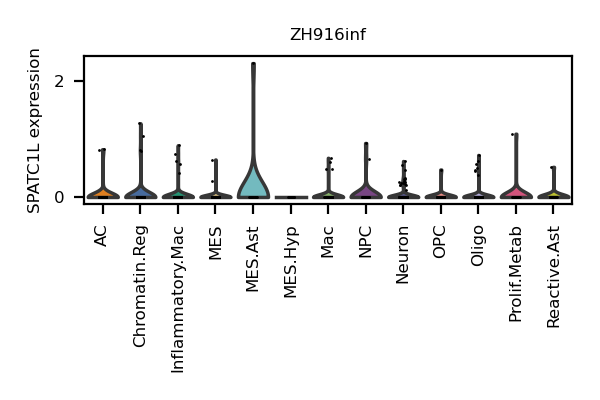 ZH916inf
SPATC1L expression
2
0
AC
Chromatin.Reg
Inflammatory.Mac
MES
MES.Ast
MES.Hyp
Mac
NPC
Neuron
OPC
Oligo
Prolif.Metab
Reactive.Ast